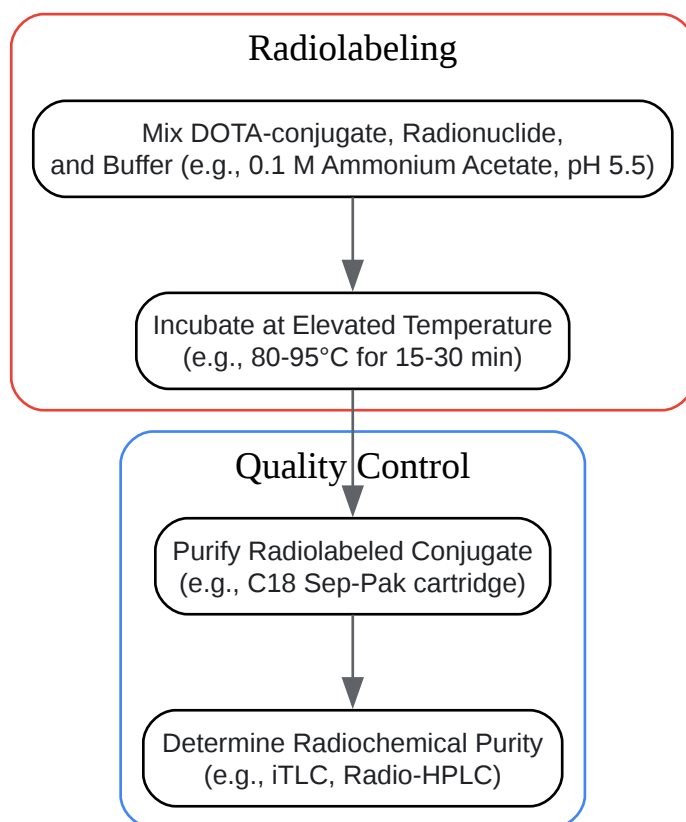 Radiolabeling
Mix DOTA-conjugate, Radionuclide,
and Buffer (e.g., 0.1 M Ammonium Acetate, pH 5.5)
Incubate at Elevated Temperature
(e.g., 80-95°C for 15-30 min)
Quality Control
Purify Radiolabeled Conjugate
(e.g., C18 Sep-Pak cartridge)
Determine Radiochemical Purity
(e.g., iTLC, Radio-HPLC)